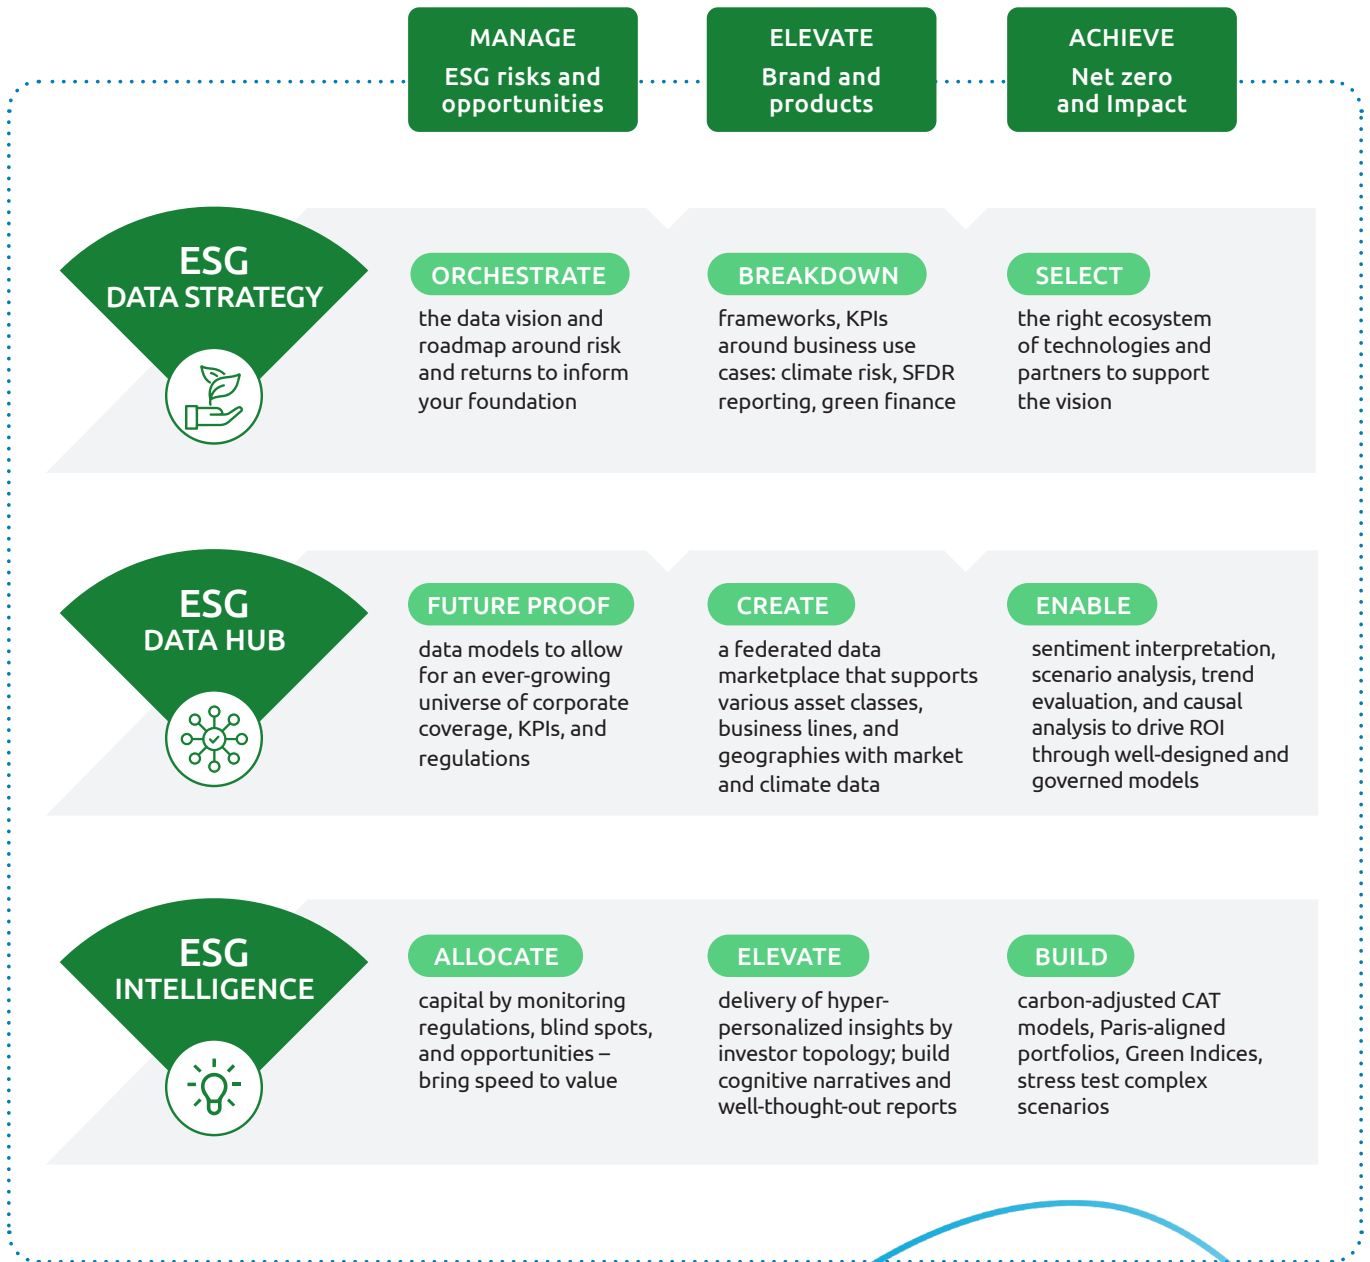 MANAGE
ESG risks and
opportunities
ELEVATE
Brand and
products
ACHIEVE
Net zero
and Impact
ESG
DATA STRATEGY
ORCHESTRATE
the data vision and
roadmap around risk
and returns to inform
your foundation
BREAKDOWN
frameworks, KPIs
around business use
cases: climate risk, SFDR
reporting, green finance
SELECT
the right ecosystem
of technologies and
partners to support
the vision
ESG
DATA HUB
FUTURE PROOF
data models to allow
for an ever-growing
universe of corporate
coverage, KPIs, and
regulations
CREATE
a federated data
marketplace that supports
various asset classes,
business lines, and
geographies with market
and climate data
ENABLE
sentiment interpretation,
scenario analysis, trend
evaluation, and causal
analysis to drive ROI
through well-designed and
governed models
ESG
INTELLIGENCE
ALLOCATE
capital by monitoring
regulations, blind spots,
and opportunities –
bring speed to value
ELEVATE
delivery of hyper-
personalized insights by
investor topology; build
cognitive narratives and
well-thought-out reports
BUILD
carbon-adjusted CAT
models, Paris-aligned
portfolios, Green Indices,
stress test complex
scenarios